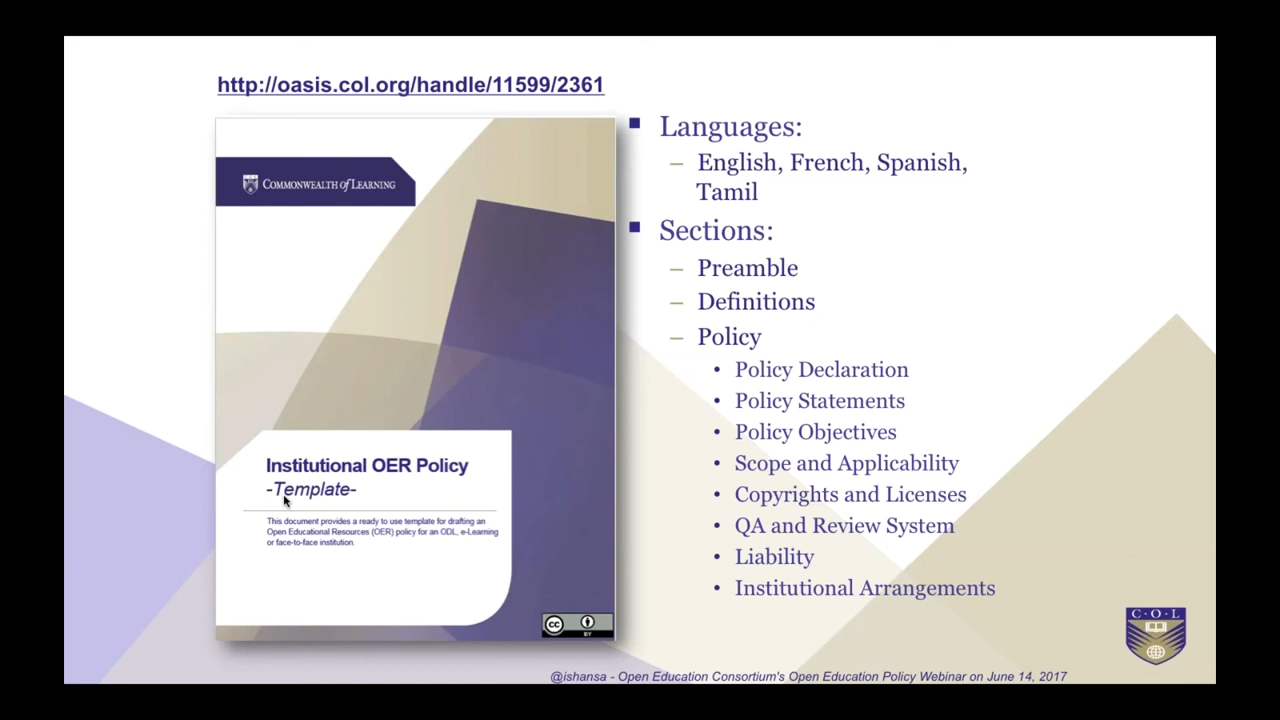 http://oasis.col.org/handle/11599/2361
COMMONWEALTH of LEARNING
Institutional OER Policy
-Template-
This document provides a ready to use template for drafting an
Open Educational Resources (OER) policy for an ODL, e-Learning
or face-to-face institution.
cc
BY
▪ Languages:
– English, French, Spanish,
Tamil
▪ Sections:
– Preamble
– Definitions
– Policy
• Policy Declaration
• Policy Statements
• Policy Objectives
• Scope and Applicability
• Copyrights and Licenses
• QA and Review System
• Liability
• Institutional Arrangements
C·O·L
@ishansa - Open Education Consortium's Open Education Policy Webinar on June 14, 2017